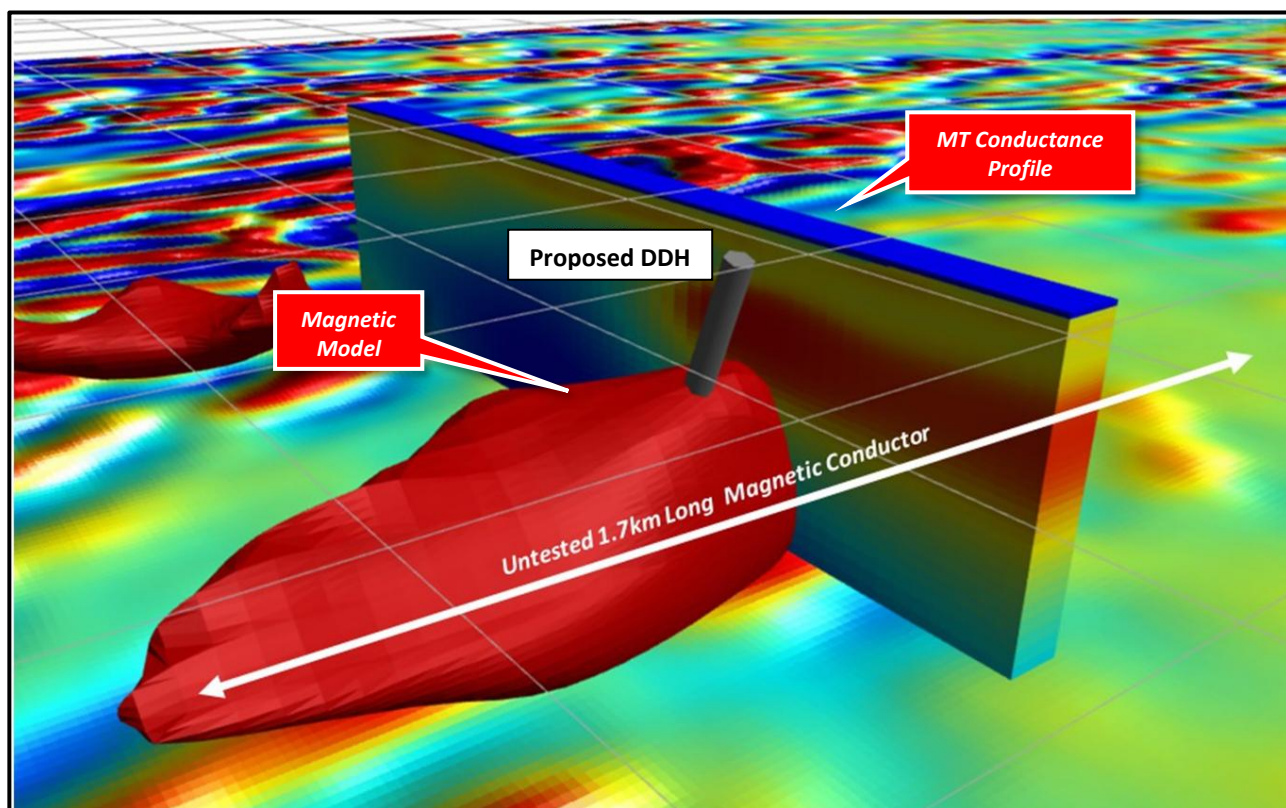 MT Conductance
Profile
Proposed DDH
Magnetic
Model
Untested 1.7km Long Magnetic Conductor